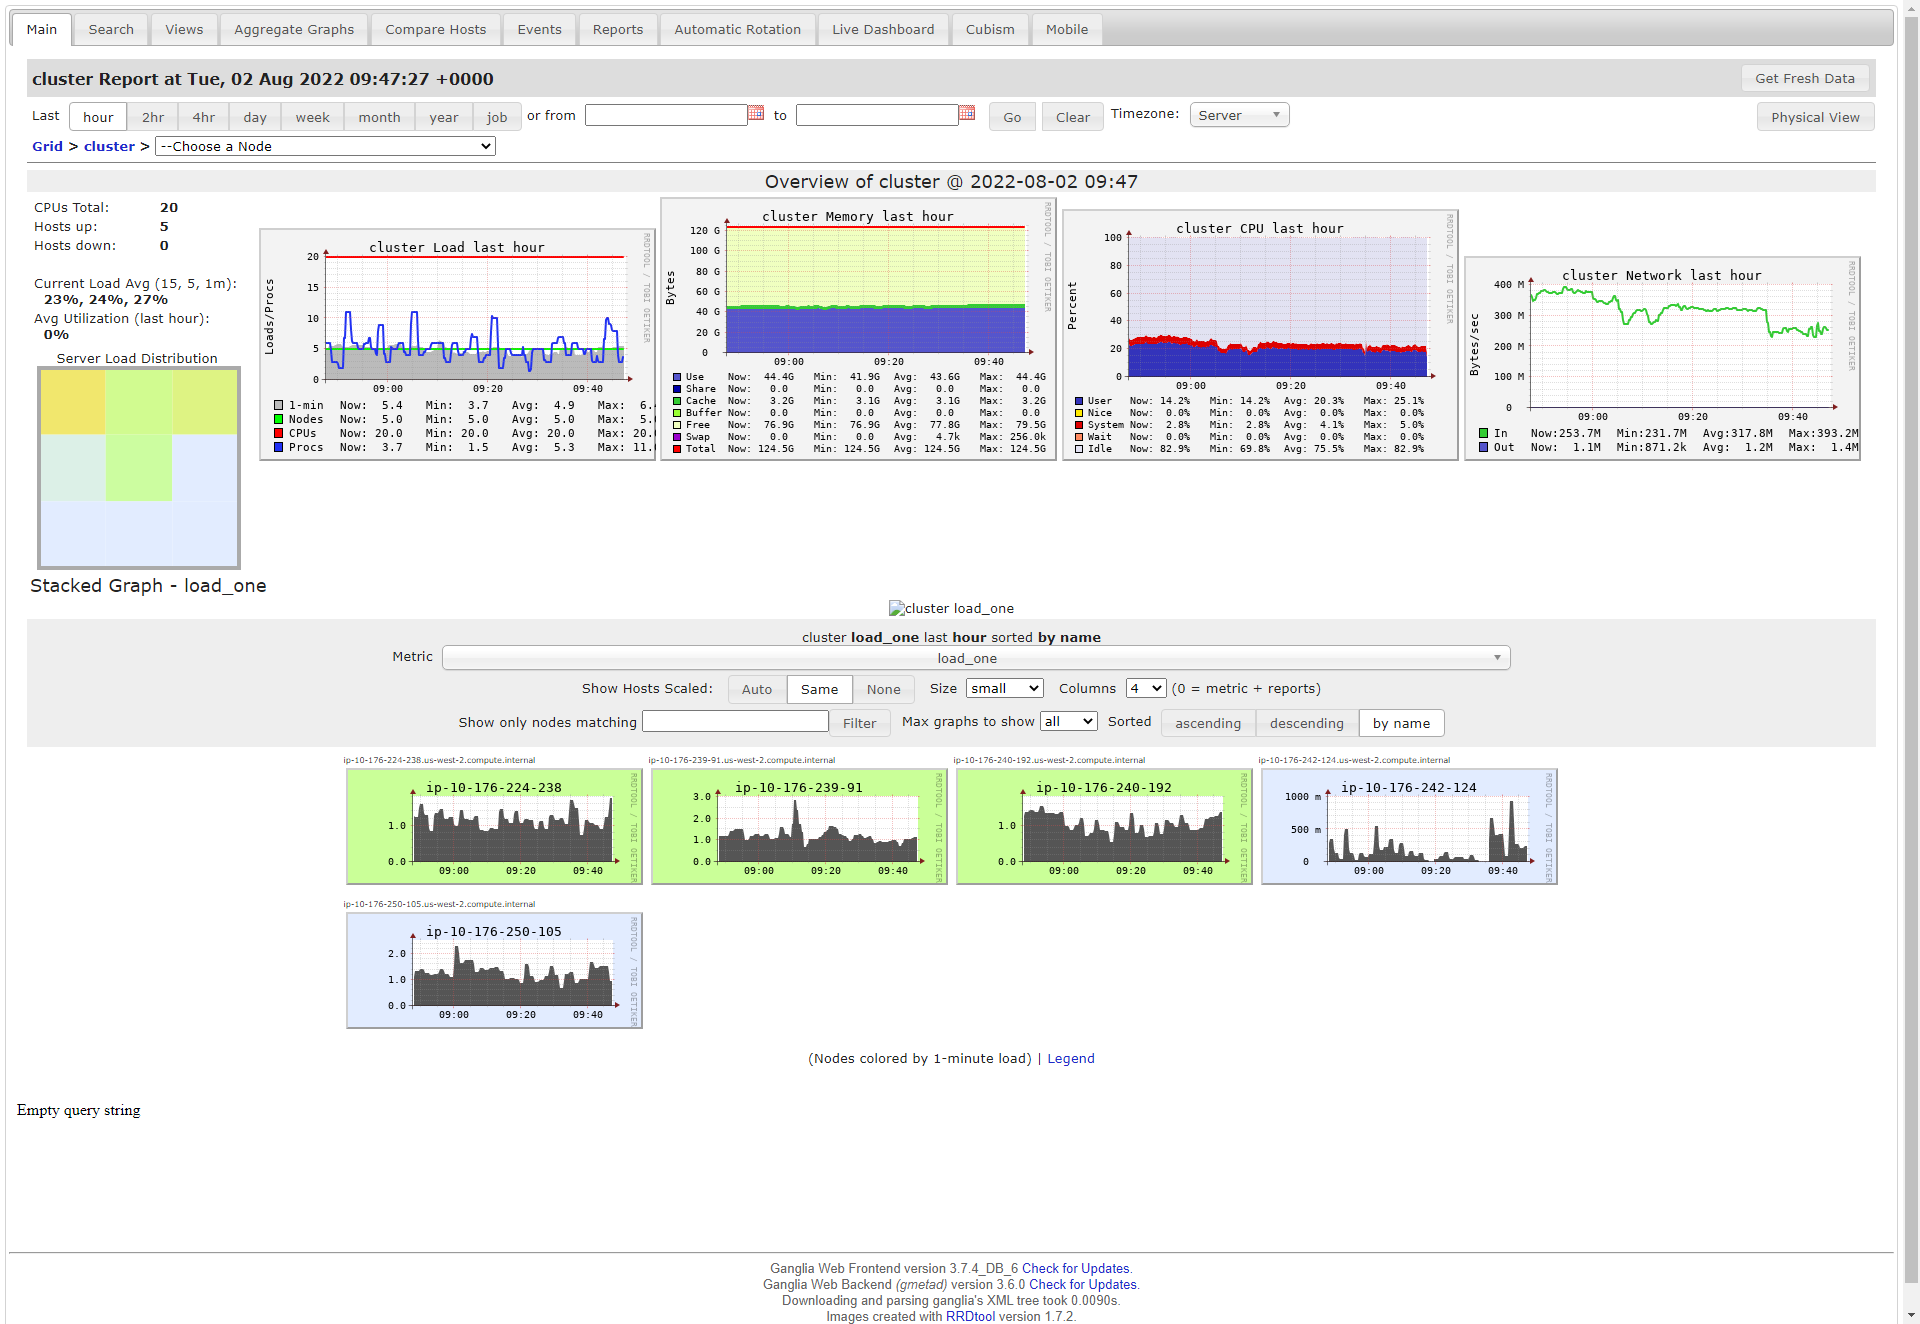 Main Search Views Aggregate Graphs Compare Hosts Events Reports Automatic Rotation Live Dashboard Cubism Mobile
cluster Report at Tue, 02 Aug 2022 09:47:27 +0000 Get Fresh Data
Last hour 2hr 4hr day week month year job or from to Go Clear Timezone: Server Physical View
Grid > cluster > --Choose a Node
Overview of cluster @ 2022-08-02 09:47
CPUs Total: 20
Hosts up: 5
Hosts down: 0
Current Load Avg (15, 5, 1m):
23%, 24%, 27%
Avg Utilization (last hour):
0%
Server Load Distribution
cluster Load last hour
RRDTOOL / TOBI OETIKER
Loads/Procs
20
15
10
5
0
09:00 09:20 09:40
1-min Now: 5.4 Min: 3.7 Avg: 4.9 Max: 6.
Nodes Now: 5.0 Min: 5.0 Avg: 5.0 Max: 5.
CPUs Now: 20.0 Min: 20.0 Avg: 20.0 Max: 20.
Procs Now: 3.7 Min: 1.5 Avg: 5.3 Max: 11.
cluster Memory last hour
RRDTOOL / TOBI OETIKER
Bytes
120 G
100 G
80 G
60 G
40 G
20 G
0
09:00 09:20 09:40
Use Now: 44.4G Min: 41.9G Avg: 43.6G Max: 44.4G
Share Now: 0.0 Min: 0.0 Avg: 0.0 Max: 0.0
Cache Now: 3.2G Min: 3.1G Avg: 3.1G Max: 3.2G
Buffer Now: 0.0 Min: 0.0 Avg: 0.0 Max: 0.0
Free Now: 76.9G Min: 76.9G Avg: 77.8G Max: 79.5G
Swap Now: 0.0 Min: 0.0 Avg: 4.7k Max: 256.0k
Total Now: 124.5G Min: 124.5G Avg: 124.5G Max: 124.5G
cluster CPU last hour
RRDTOOL / TOBI OETIKER
Percent
100
80
60
40
20
0
09:00 09:20 09:40
User Now: 14.2% Min: 14.2% Avg: 20.3% Max: 25.1%
Nice Now: 0.0% Min: 0.0% Avg: 0.0% Max: 0.0%
System Now: 2.8% Min: 2.8% Avg: 4.1% Max: 5.0%
Wait Now: 0.0% Min: 0.0% Avg: 0.0% Max: 0.0%
Idle Now: 82.9% Min: 69.8% Avg: 75.5% Max: 82.9%
cluster Network last hour
RRDTOOL / TOBI OETIKER
Bytes/sec
400 M
300 M
200 M
100 M
0
09:00 09:20 09:40
In Now:253.7M Min:231.7M Avg:317.8M Max:393.2M
Out Now: 1.1M Min:871.2k Avg: 1.2M Max: 1.4M
Stacked Graph - load_one
cluster load_one
cluster load_one last hour sorted by name
Metric load_one
Show Hosts Scaled: Auto Same None Size small Columns 4 (0 = metric + reports)
Show only nodes matching Filter Max graphs to show all Sorted ascending descending by name
ip-10-176-224-238.us-west-2.compute.internal
ip-10-176-224-238
RRDTOOL / TOBI OETIKER
1.0
0.0
09:00 09:20 09:40
ip-10-176-239-91.us-west-2.compute.internal
ip-10-176-239-91
RRDTOOL / TOBI OETIKER
3.0
2.0
1.0
0.0
09:00 09:20 09:40
ip-10-176-240-192.us-west-2.compute.internal
ip-10-176-240-192
RRDTOOL / TOBI OETIKER
1.0
0.0
09:00 09:20 09:40
ip-10-176-242-124.us-west-2.compute.internal
ip-10-176-242-124
RRDTOOL / TOBI OETIKER
1000 m
500 m
0
09:00 09:20 09:40
ip-10-176-250-105.us-west-2.compute.internal
ip-10-176-250-105
RRDTOOL / TOBI OETIKER
2.0
1.0
0.0
09:00 09:20 09:40
(Nodes colored by 1-minute load) | Legend
Empty query string
Ganglia Web Frontend version 3.7.4_DB_6 Check for Updates.
Ganglia Web Backend (gmetad) version 3.6.0 Check for Updates.
Downloading and parsing ganglia's XML tree took 0.0090s.
Images created with RRDtool version 1.7.2.